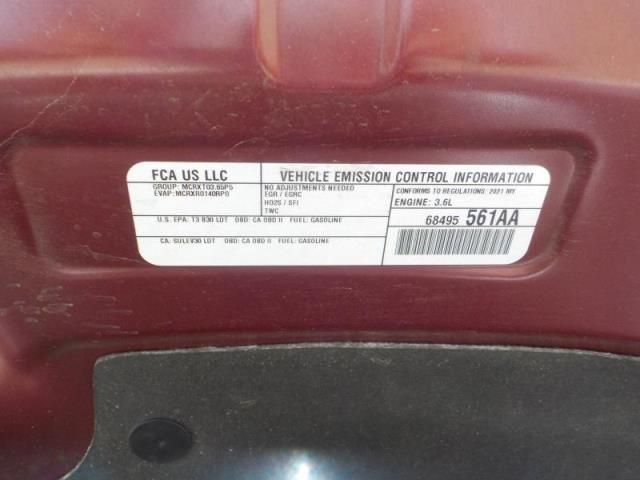 FCA US LLC
VEHICLE EMISSION CONTROL INFORMATION
GROUP: MCRXT03.65P5
EVAP: MCRXR0140RP0
NO ADJUSTMENTS NEEDED
EGR / EGRC
HO2S / SFI
TWC
CONFORMS TO REGULATIONS: 2021 MY
ENGINE: 3.6L
U.S. EPA: T3 B30 LDT OBD: CA OBD II FUEL: GASOLINE
CA: SULEV30 LDT OBD: CA OBD II FUEL: GASOLINE
68495 561AA